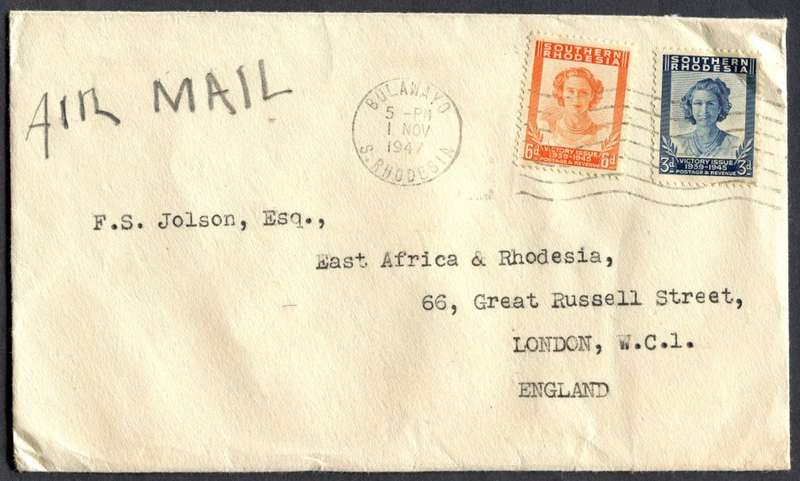 AIR MAIL
BULAWAYO
5 - PM
1 NOV
1947
S. RHODESIA
SOUTHERN
RHODESIA
6d 6d
VICTORY ISSUE
1939-1945
POSTAGE & REVENUE
SOUTHERN
RHODESIA
3d 3d
VICTORY ISSUE
1939-1945
POSTAGE & REVENUE
F.S. Jolson, Esq.,
East Africa & Rhodesia,
66, Great Russell Street,
LONDON, W.C.1.
ENGLAND